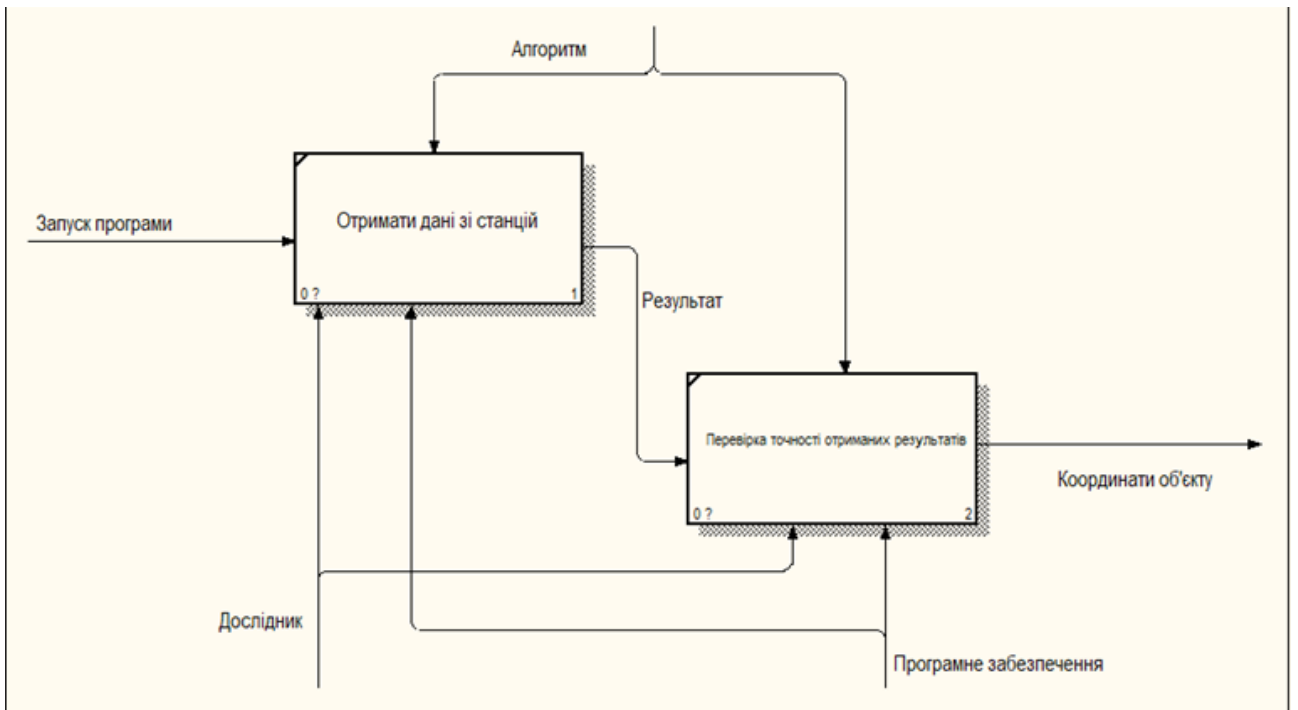 Алгоритм
Запуск програми
Отримати дані зі станцій
0 ?
1
Результат
Перевірка точності отриманих результатів
0 ?
2
Координати об'єкту
Дослідник
Програмне забезпечення